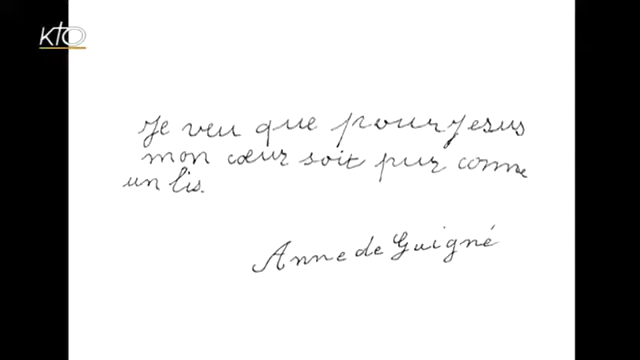 KTO
Je veu que pour Jesus
mon cœur soit pur comme
un lis.
Anne de Guigné